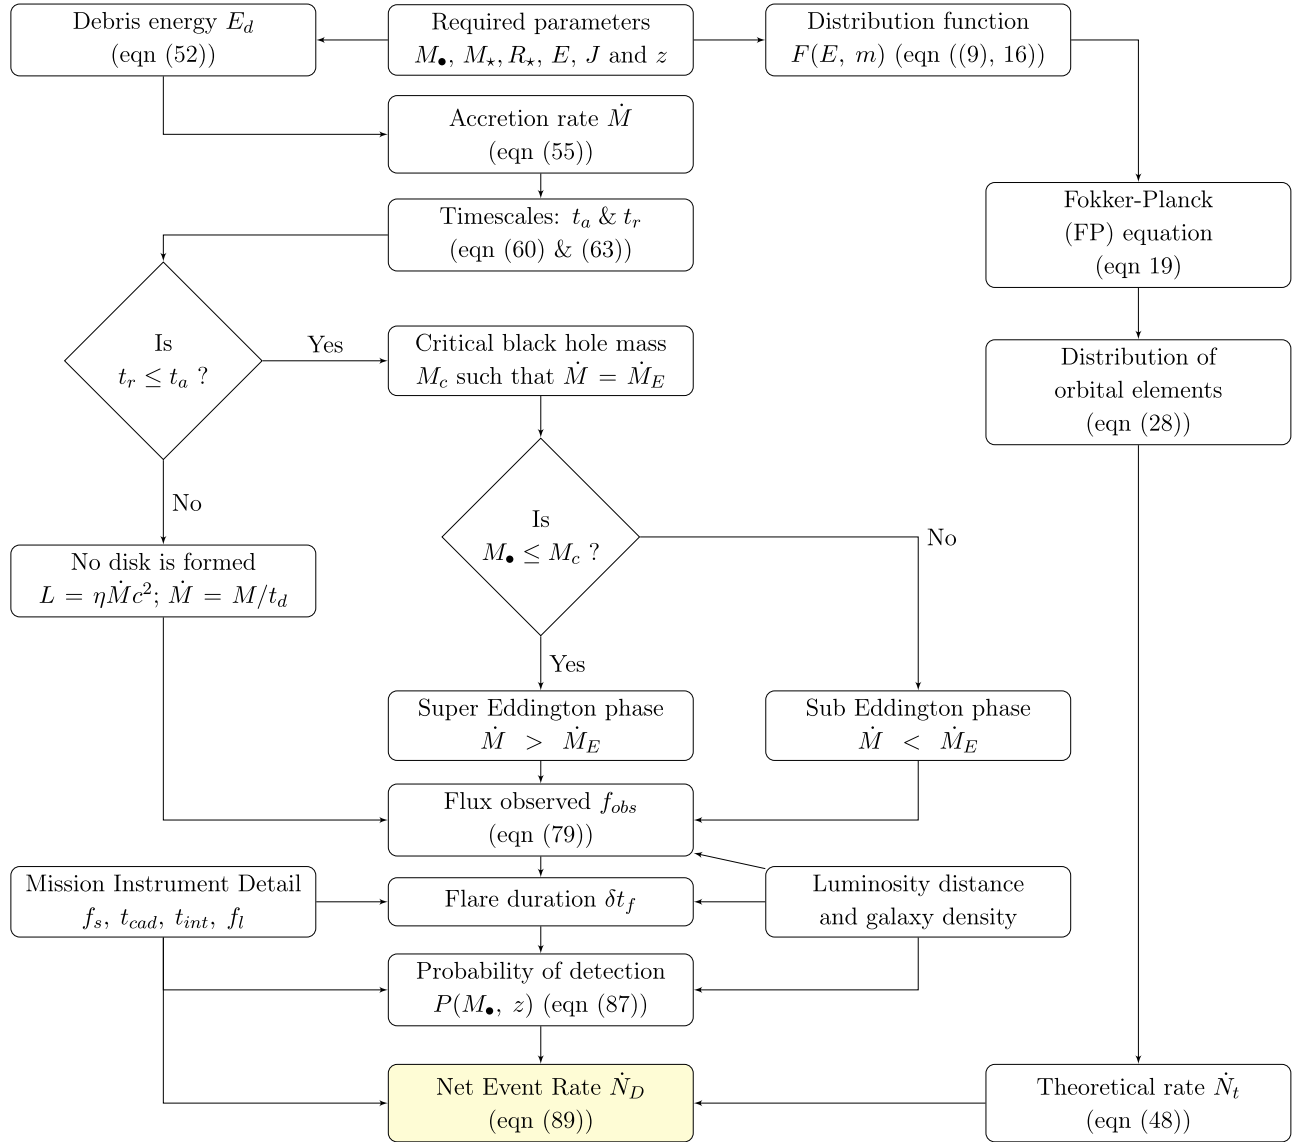 Debris energy E_d
(eqn (52))
Required parameters
M_•, M_⋆, R_⋆, E, J and z
Distribution function
F(E, m) (eqn ((9), 16))
Accretion rate Ṁ
(eqn (55))
Timescales: t_a & t_r
(eqn (60) & (63))
Fokker-Planck
(FP) equation
(eqn 19)
Is
t_r ≤ t_a ?
Yes
Critical black hole mass
M_c such that Ṁ = Ṁ_E
Distribution of
orbital elements
(eqn (28))
No
Is
M_• ≤ M_c ?
No
No disk is formed
L = ηṀc²; Ṁ = M/t_d
Yes
Super Eddington phase
Ṁ > Ṁ_E
Sub Eddington phase
Ṁ < Ṁ_E
Flux observed f_obs
(eqn (79))
Mission Instrument Detail
f_s, t_cad, t_int, f_l
Flare duration δt_f
Luminosity distance
and galaxy density
Probability of detection
P(M_•, z) (eqn (87))
Net Event Rate Ṅ_D
(eqn (89))
Theoretical rate Ṅ_t
(eqn (48))